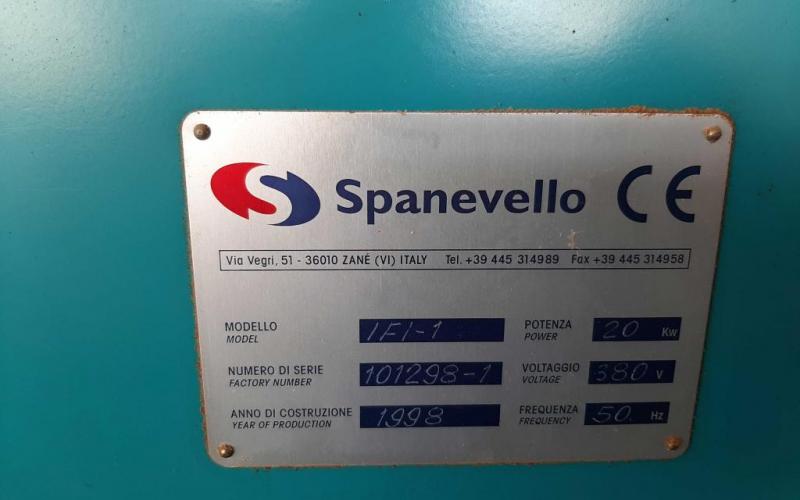 Spanevello CE
Via Vegri, 51 - 36010 ZANÉ (VI) ITALY Tel. +39 445 314989 Fax +39 445 314958
MODELLO IFI-1 POTENZA 20 Kw
MODEL POWER
NUMERO DI SERIE 101298-1 VOLTAGGIO 380 V
FACTORY NUMBER VOLTAGE
ANNO DI COSTRUZIONE 1998 FREQUENZA 50 Hz
YEAR OF PRODUCTION FREQUENCY